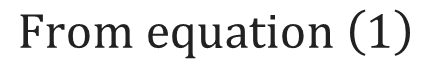 From equation (1)